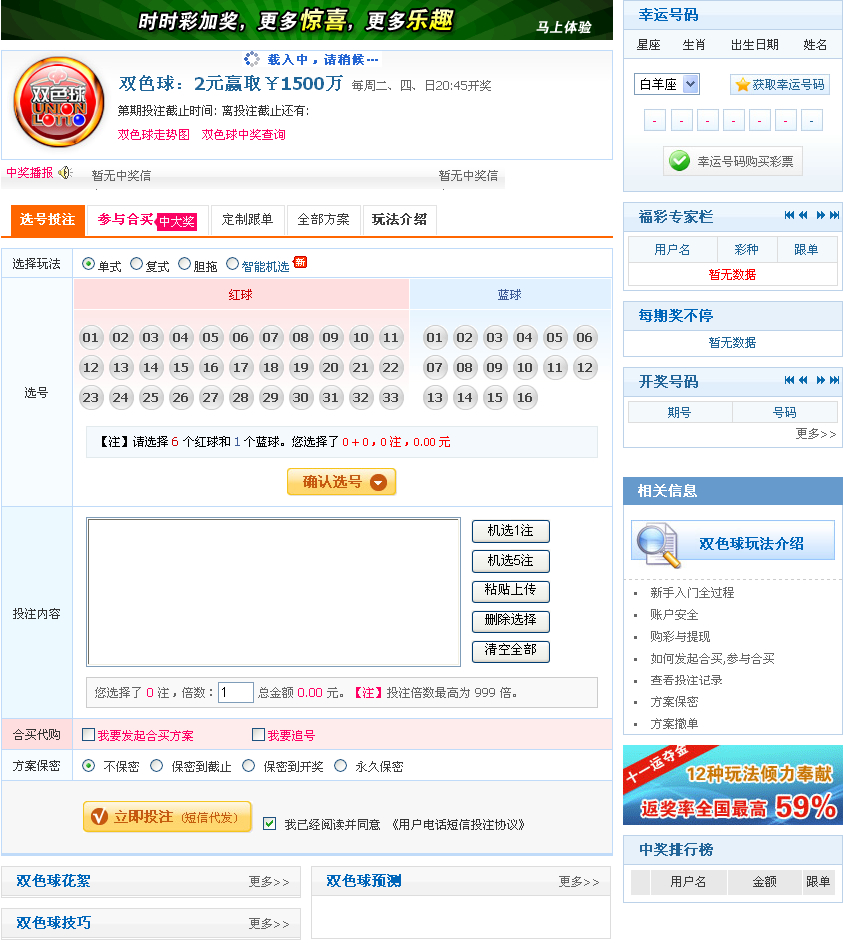 时时彩加奖，更多惊喜，更多乐趣
马上体验
载入中，请稍候···
双色球
UNION
LOTTO
双色球：2元赢取￥1500万 每周二、四、日20:45开奖
第期投注截止时间: 离投注截止还有:
双色球走势图 双色球中奖查询
中奖播报 暂无中奖信 暂无中奖信
选号投注 参与合买 中大奖 定制跟单 全部方案 玩法介绍
选择玩法 单式 复式 胆拖 智能机选 新
红球 蓝球
选号
01 02 03 04 05 06 07 08 09 10 11 01 02 03 04 05 06
12 13 14 15 16 17 18 19 20 21 22 07 08 09 10 11 12
23 24 25 26 27 28 29 30 31 32 33 13 14 15 16
【注】请选择 6 个红球和 1 个蓝球。您选择了 0 + 0，0 注，0.00 元
确认选号
投注内容
机选1注
机选5注
粘贴上传
删除选择
清空全部
您选择了 0 注，倍数： 1 总金额 0.00 元。【注】投注倍数最高为 999 倍。
合买代购 我要发起合买方案 我要追号
方案保密 不保密 保密到截止 保密到开奖 永久保密
立即投注（短信代发） 我已经阅读并同意 《用户电话短信投注协议》
双色球花絮 更多>>
双色球预测 更多>>
双色球技巧 更多>>
幸运号码
星座 生肖 出生日期 姓名
白羊座 获取幸运号码
- - - - - - -
幸运号码购买彩票
福彩专家栏
用户名 彩种 跟单
暂无数据
每期奖不停
暂无数据
开奖号码
期号 号码
更多>>
相关信息
双色球玩法介绍
新手入门全过程
账户安全
购彩与提现
如何发起合买,参与合买
查看投注记录
方案保密
方案撤单
十一运夺金
12种玩法倾力奉献
返奖率全国最高 59%
中奖排行榜
用户名 金额 跟单